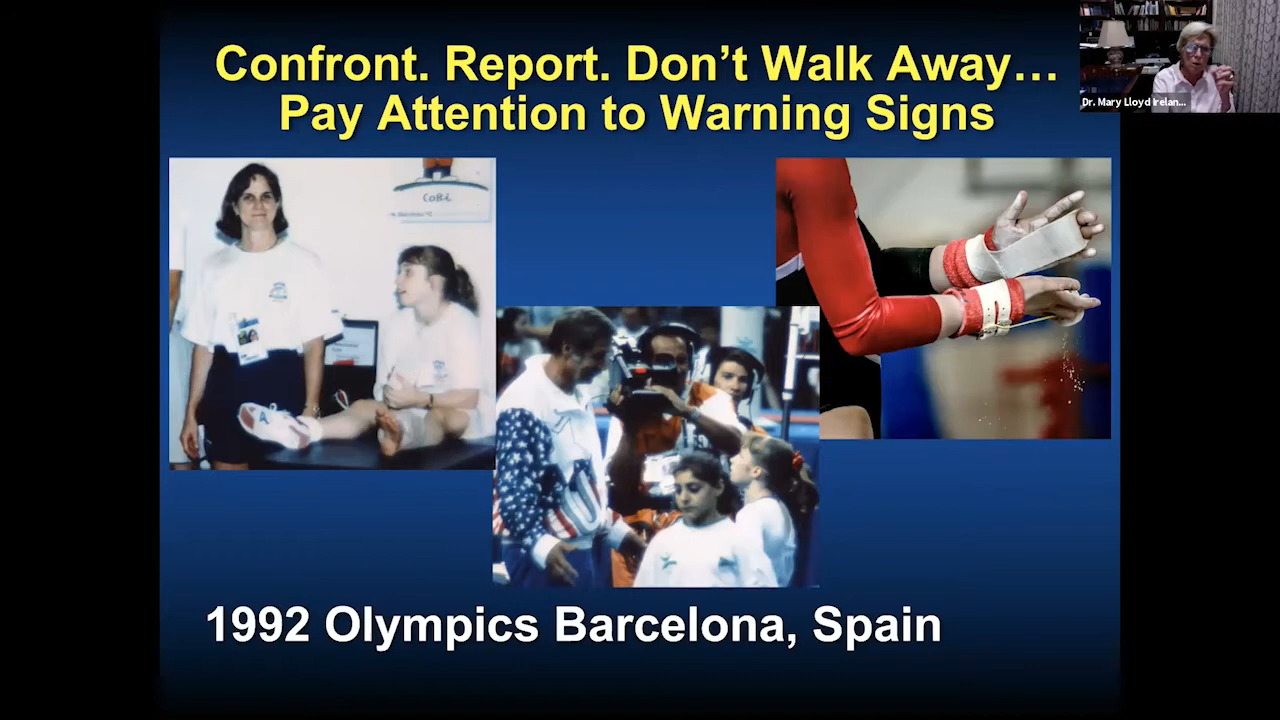 Confront. Report. Don't Walk Away…
Pay Attention to Warning Signs
Dr. Mary Lloyd Irelan...
CoBi
1992 Olympics Barcelona, Spain